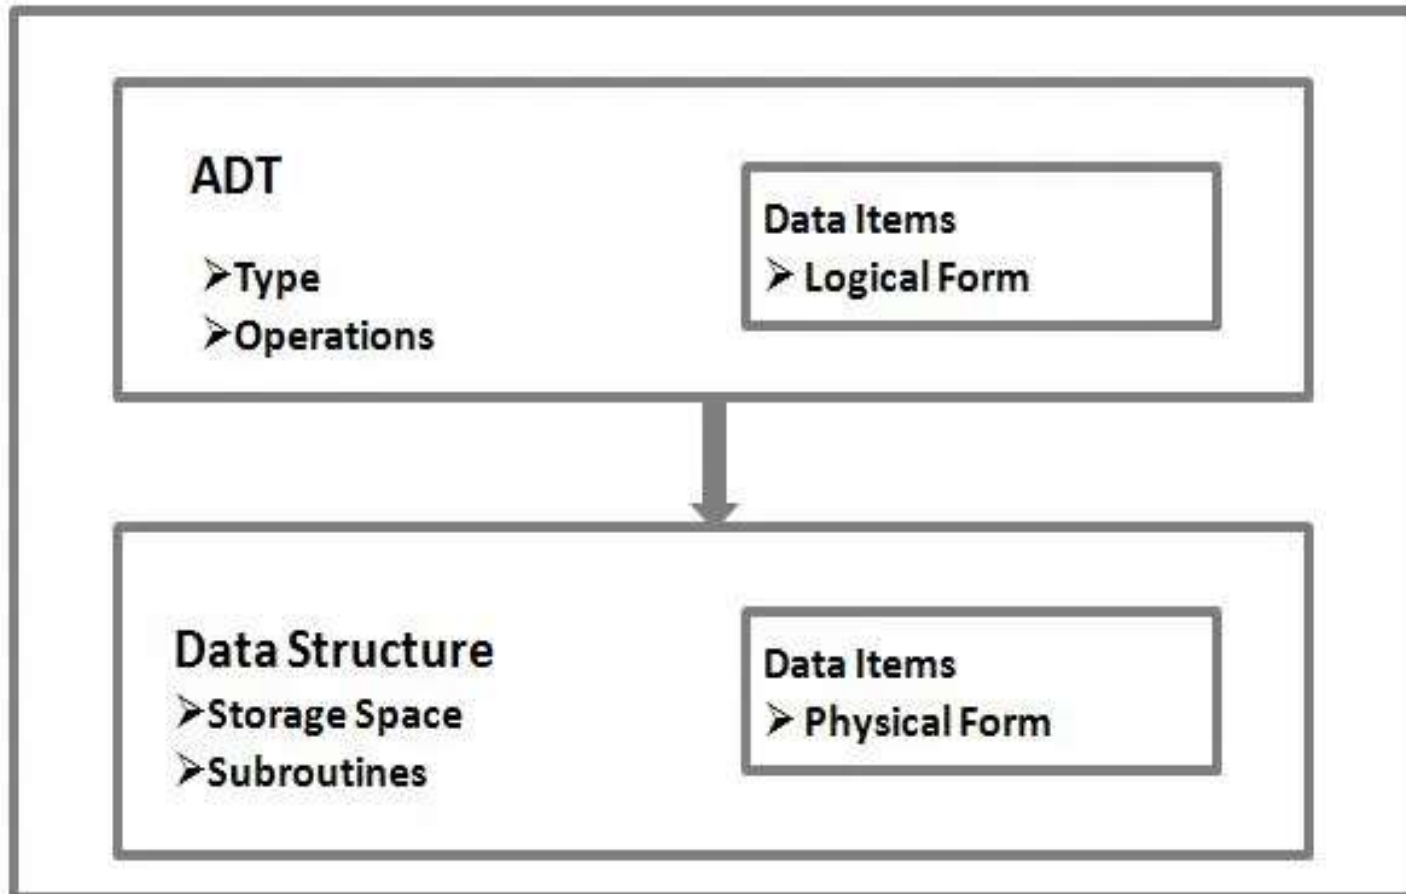 ADT
➢Type
➢Operations
Data Items
➢ Logical Form
Data Structure
➢Storage Space
➢Subroutines
Data Items
➢ Physical Form